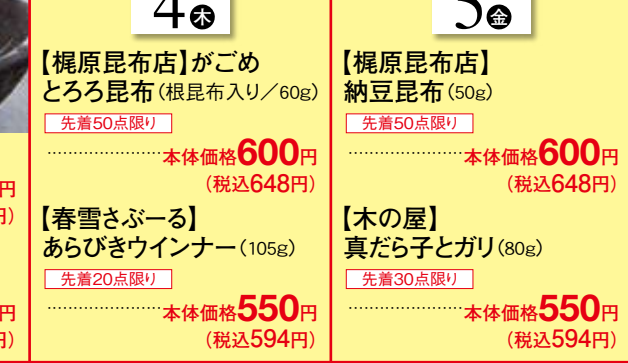 4木
【梶原昆布店】がごめ
とろろ昆布(根昆布入り／60g)
先着50点限り
本体価格600円
(税込648円)
【春雪さぶーる】
あらびきウインナー(105g)
先着20点限り
本体価格550円
(税込594円)
5金
【梶原昆布店】
納豆昆布(50g)
先着50点限り
本体価格600円
(税込648円)
【木の屋】
真だら子とガリ(80g)
先着30点限り
本体価格550円
(税込594円)
円
円)
円
円)